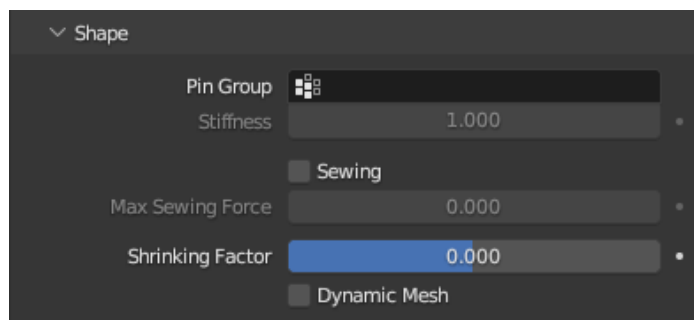 Shape
Pin Group
Stiffness 1.000
Sewing
Max Sewing Force 0.000
Shrinking Factor 0.000
Dynamic Mesh